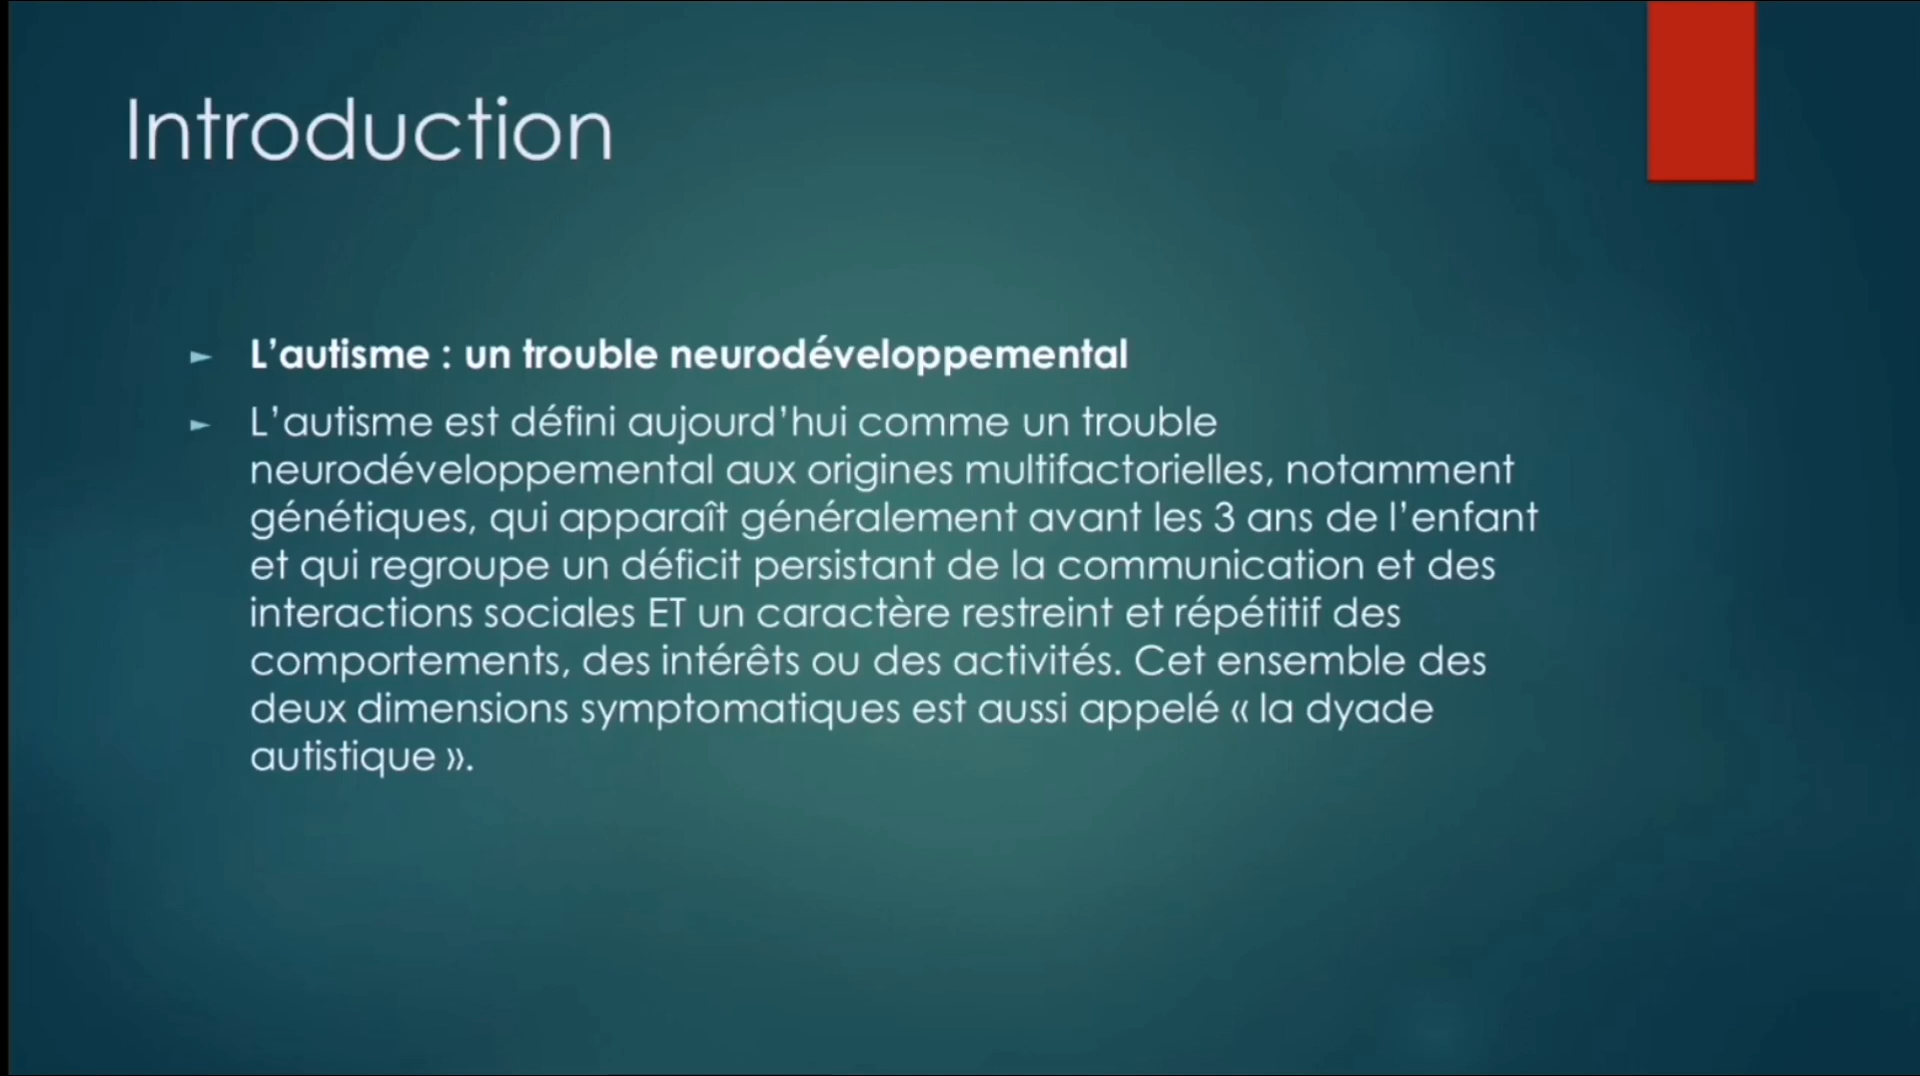 Introduction
► L’autisme : un trouble neurodéveloppemental
► L’autisme est défini aujourd’hui comme un trouble
neurodéveloppemental aux origines multifactorielles, notamment
génétiques, qui apparaît généralement avant les 3 ans de l’enfant
et qui regroupe un déficit persistant de la communication et des
interactions sociales ET un caractère restreint et répétitif des
comportements, des intérêts ou des activités. Cet ensemble des
deux dimensions symptomatiques est aussi appelé « la dyade
autistique ».